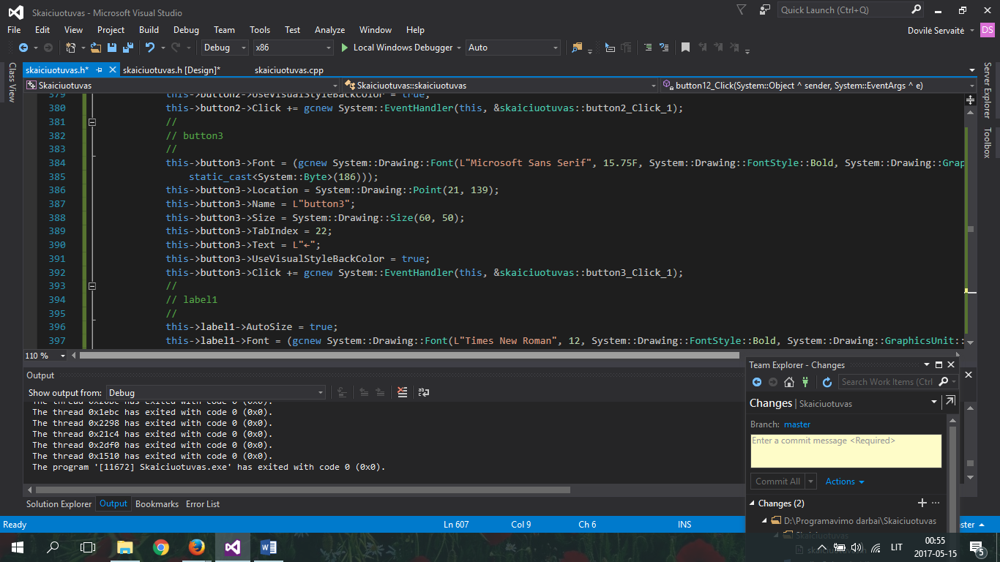 Skaiciuotuvas - Microsoft Visual Studio
Quick Launch (Ctrl+Q)
File Edit View Project Build Debug Team Tools Test Analyze Window Help
Dovilė Servaitė DS
Debug x86 Local Windows Debugger Auto
Class View
skaiciuotuvas.h* skaiciuotuvas.h [Design]* skaiciuotuvas.cpp
Server Explorer
Toolbox
Skaiciuotuvas Skaiciuotuvas::skaiciuotuvas button12_Click(System::Object ^ sender, System::EventArgs ^ e)
379 this->button2->UseVisualStyleBackColor = true;
380 this->button2->Click += gcnew System::EventHandler(this, &skaiciuotuvas::button2_Click_1);
381 //
382 // button3
383 //
384 this->button3->Font = (gcnew System::Drawing::Font(L"Microsoft Sans Serif", 15.75F, System::Drawing::FontStyle::Bold, System::Drawing::Grap
385 static_cast<System::Byte>(186)));
386 this->button3->Location = System::Drawing::Point(21, 139);
387 this->button3->Name = L"button3";
388 this->button3->Size = System::Drawing::Size(60, 50);
389 this->button3->TabIndex = 22;
390 this->button3->Text = L"←";
391 this->button3->UseVisualStyleBackColor = true;
392 this->button3->Click += gcnew System::EventHandler(this, &skaiciuotuvas::button3_Click_1);
393 //
394 // label1
395 //
396 this->label1->AutoSize = true;
397 this->label1->Font = (gcnew System::Drawing::Font(L"Times New Roman", 12, System::Drawing::FontStyle::Bold, System::Drawing::GraphicsUnit::
110 %
Output
Show output from: Debug
The thread 0x20bc has exited with code 0 (0x0).
The thread 0x1ebc has exited with code 0 (0x0).
The thread 0x2298 has exited with code 0 (0x0).
The thread 0x21c4 has exited with code 0 (0x0).
The thread 0x2df0 has exited with code 0 (0x0).
The thread 0x1510 has exited with code 0 (0x0).
The program '[11672] Skaiciuotuvas.exe' has exited with code 0 (0x0).
Team Explorer - Changes
Search Work Items (Ctrl
Changes | Skaiciuotuvas
Branch: master
Enter a commit message <Required>
Commit All Actions
Changes (2)
D:\Programavimo darbai\Skaiciuotuvas
Skaiciuotuvas
Solution Explorer Output Bookmarks Error List
Ready Ln 607 Col 9 Ch 6 INS ster
LIT
00:55
2017-05-15
5